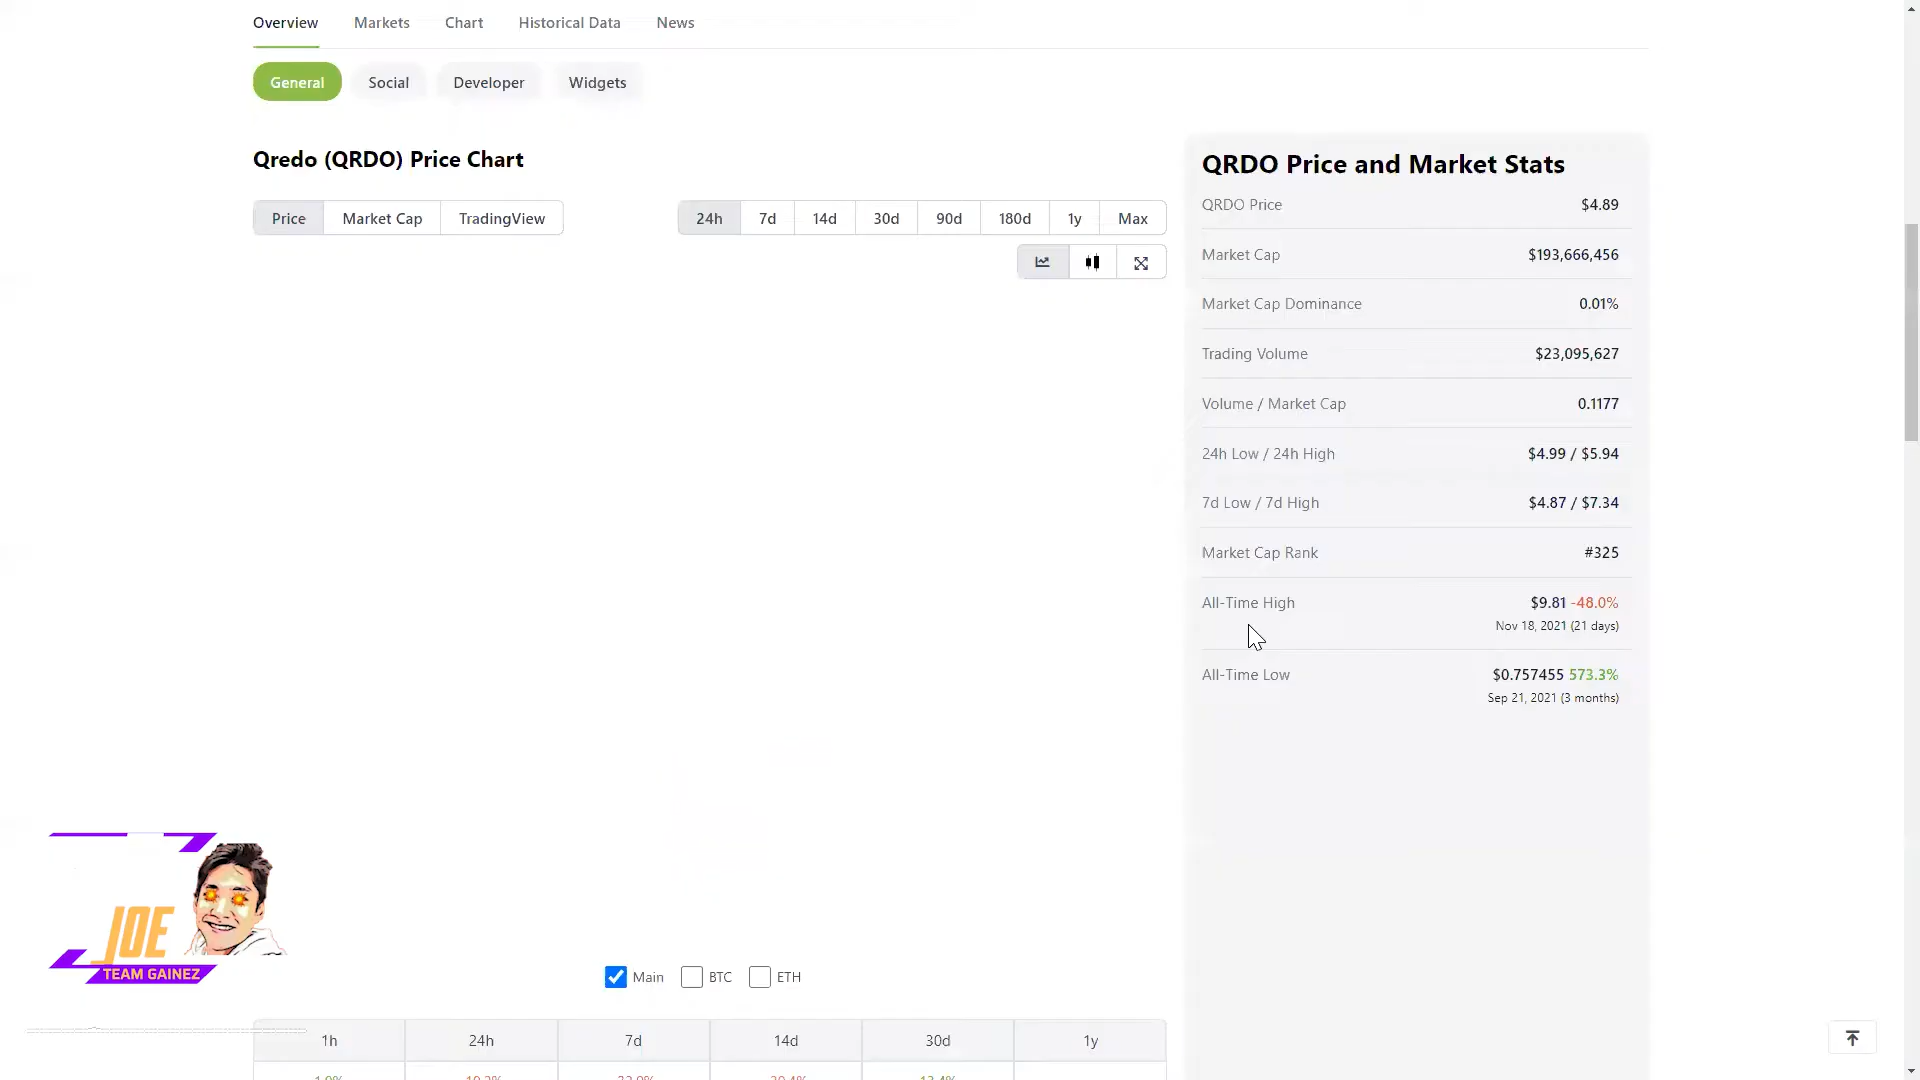 Overview Markets Chart Historical Data News
General Social Developer Widgets
Qredo (QRDO) Price Chart
Price Market Cap TradingView
24h 7d 14d 30d 90d 180d 1y Max
QRDO Price and Market Stats
QRDO Price $4.89
Market Cap $193,666,456
Market Cap Dominance 0.01%
Trading Volume $23,095,627
Volume / Market Cap 0.1177
24h Low / 24h High $4.99 / $5.94
7d Low / 7d High $4.87 / $7.34
Market Cap Rank #325
All-Time High $9.81 -48.0%
Nov 18, 2021 (21 days)
All-Time Low $0.757455 573.3%
Sep 21, 2021 (3 months)
JOE
TEAM GAINEZ
Main BTC ETH
1h 24h 7d 14d 30d 1y